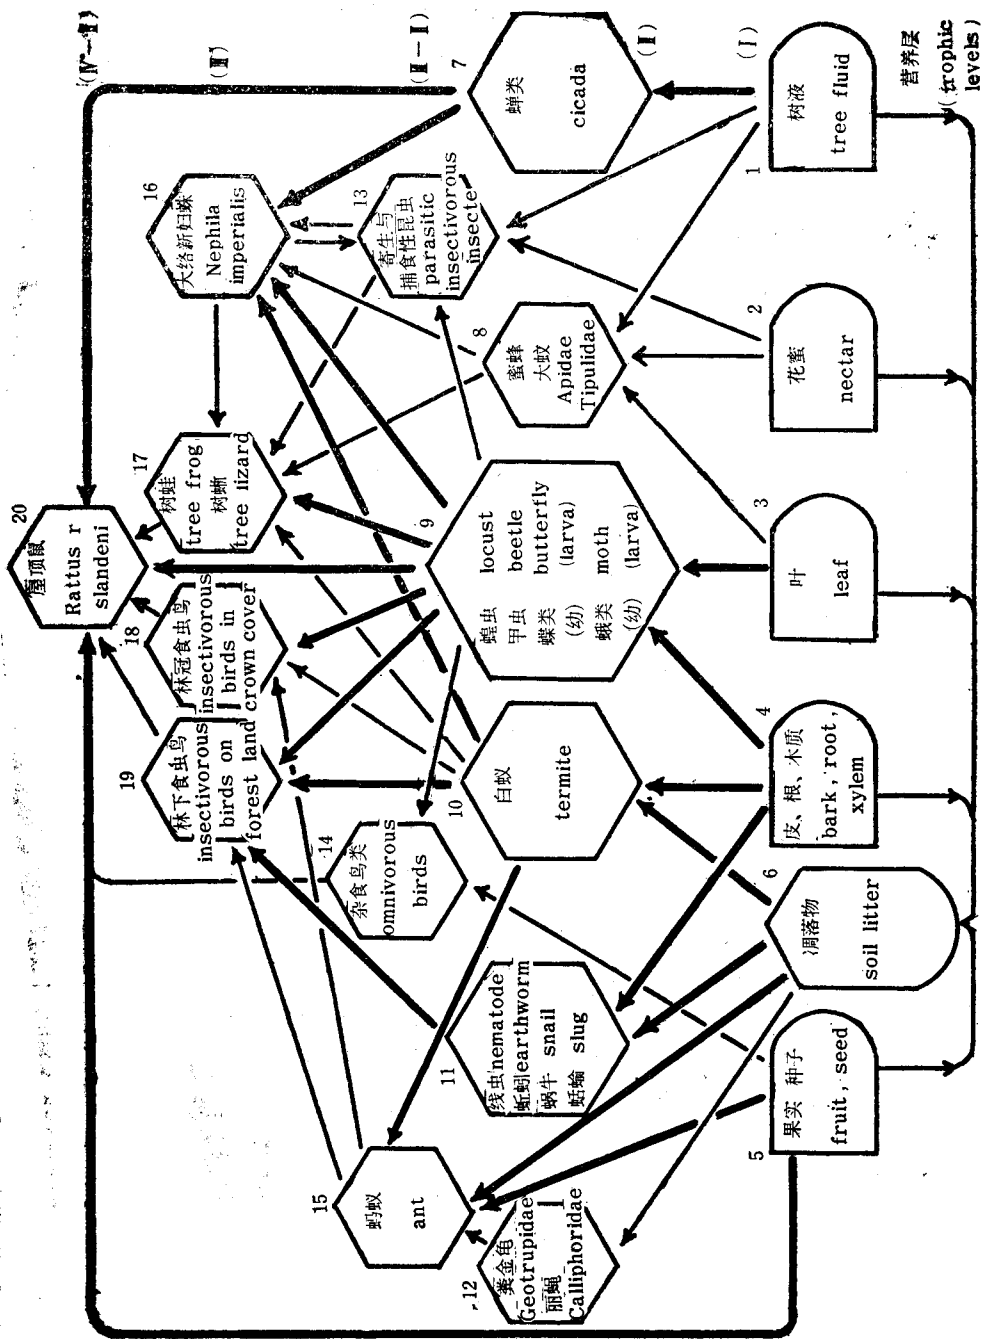 20
屋顶鼠
Rattus r
slandeni
19
林下食虫鸟
insectivorous
birds on
forest land
18
林冠食虫鸟
insectivorous
birds in
crown cover
17
树蛙
tree frog
树蜥
tree lizard
16
大络新妇蛛
Nephila
imperialis
(Ⅲ)
15
蚂蚁
ant
14
杂食鸟类
omnivorous
birds
13
寄生与
捕食性昆虫
parasitic
insectivorous
insecte
(Ⅱ—Ⅰ)
12
粪金龟
Geotrupidae
丽蝇
Calliphoridae
11
线虫nematode
蚯蚓earthworm
蜗牛 snail
蛞蝓 slug
10
白蚁
termite
9
蝗虫 locust
甲虫 beetle
蝶类 butterfly
(幼) (larva)
蛾类 moth
(幼) (larva)
8
蜜蜂
大蚊
Apidae
Tipulidae
7
蝉类
cicada
(Ⅱ)
5
果实 种子
fruit, seed
6
凋落物
soil litter
4
皮、根、木质
bark, root,
xylem
3
叶
leaf
2
花蜜
nectar
1
树液
tree fluid
(Ⅰ)
营养层
(trophic
levels)